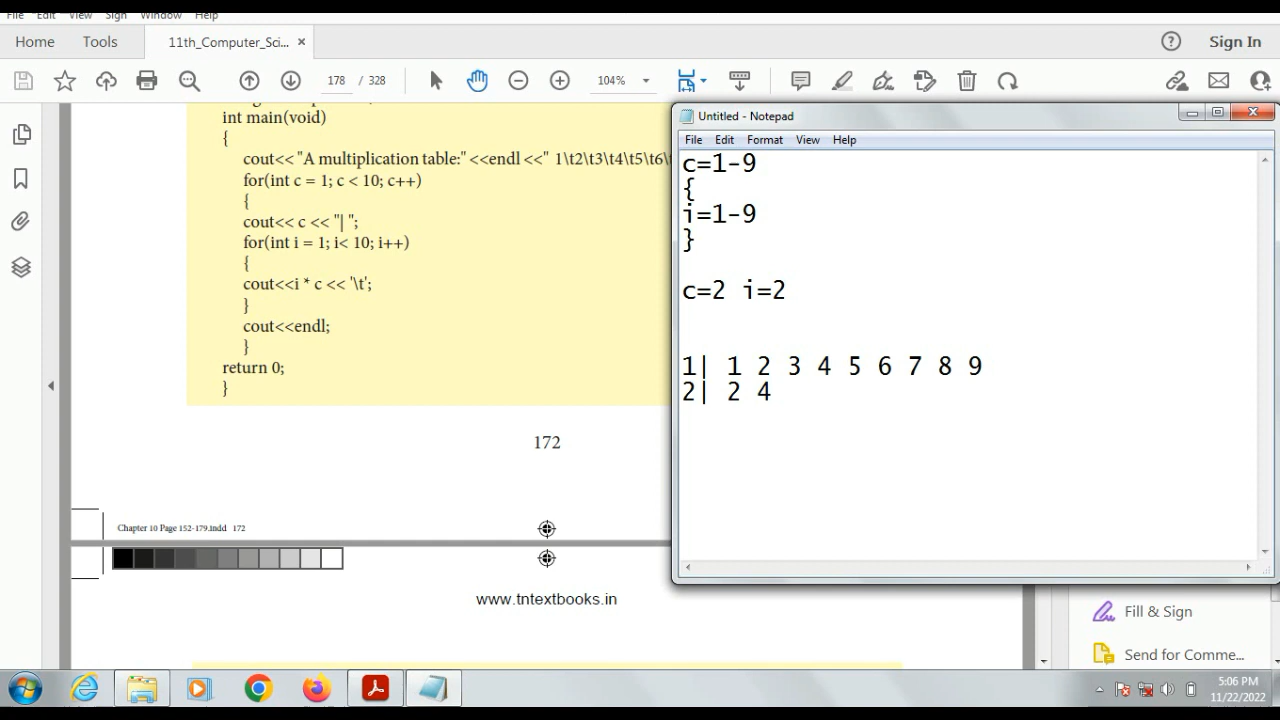 File Edit View Sign Window Help
Home Tools 11th_Computer_Sci... × Sign In
178 / 328 104%
int main(void)
{
cout<< "A multiplication table:" <<endl <<" 1\t2\t3\t4\t5\t6\t
for(int c = 1; c < 10; c++)
{
cout<< c << "| ";
for(int i = 1; i< 10; i++)
{
cout<<i * c << '\t';
}
cout<<endl;
}
return 0;
}
172
Chapter 10 Page 152-179.indd 172
www.tntextbooks.in
Untitled - Notepad
File Edit Format View Help
c=1-9
{
i=1-9
}
c=2 i=2
1| 1 2 3 4 5 6 7 8 9
2| 2 4
Fill & Sign
Send for Comme...
5:06 PM
11/22/2022